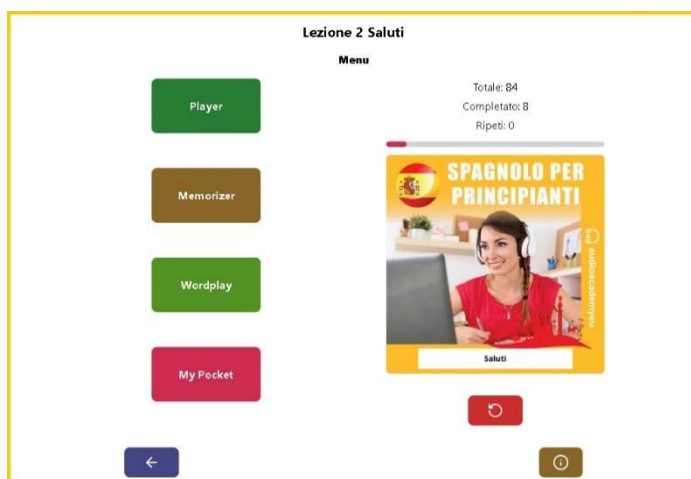 Lezione 2 Saluti
Menu
Player
Memorizer
Wordplay
My Pocket
Totale: 84
Completato: 8
Ripeti: 0
SPAGNOLO PER
PRINCIPIANTI
audioacademyeu
Saluti